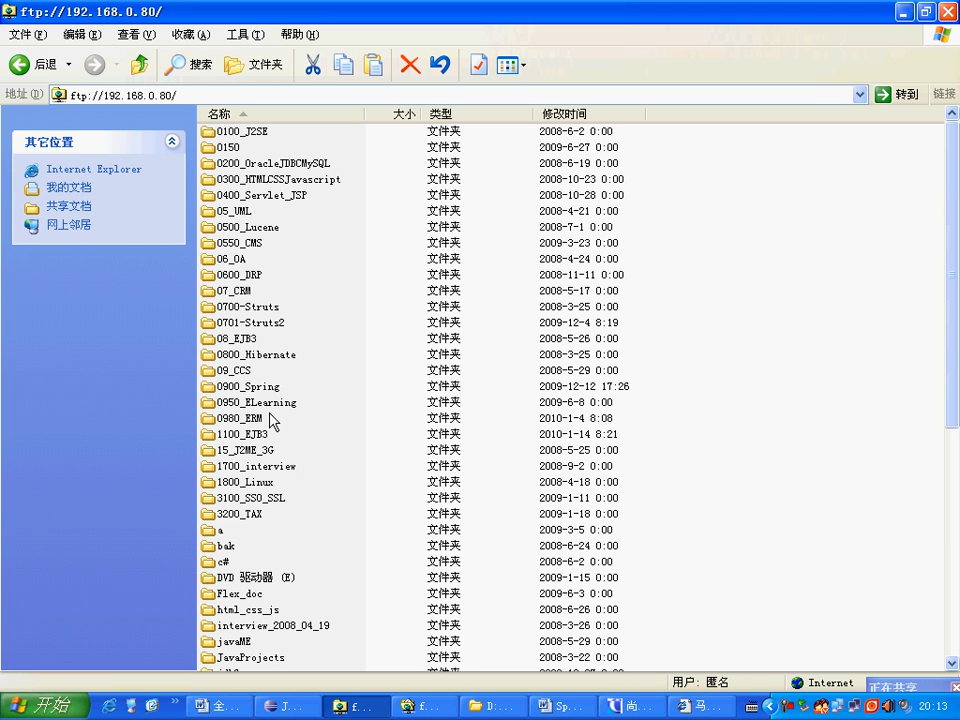 ftp://192.168.0.80/
文件(F) 编辑(E) 查看(V) 收藏(A) 工具(T) 帮助(H)
后退 搜索 文件夹
地址(D) ftp://192.168.0.80/ 转到 链接
其它位置
Internet Explorer
我的文档
共享文档
网上邻居
名称 大小 类型 修改时间
0100_J2SE 文件夹 2008-6-2 0:00
0150 文件夹 2009-6-27 0:00
0200_OracleJDBCMySQL 文件夹 2008-6-19 0:00
0300_HTMLCSSJavascript 文件夹 2008-10-23 0:00
0400_Servlet_JSP 文件夹 2008-10-28 0:00
05_UML 文件夹 2008-4-21 0:00
0500_Lucene 文件夹 2008-7-1 0:00
0550_CMS 文件夹 2009-3-23 0:00
06_OA 文件夹 2008-4-24 0:00
0600_DRP 文件夹 2008-11-11 0:00
07_CRM 文件夹 2008-5-17 0:00
0700-Struts 文件夹 2008-3-25 0:00
0701-Struts2 文件夹 2009-12-4 8:19
08_EJB3 文件夹 2008-5-26 0:00
0800_Hibernate 文件夹 2008-3-25 0:00
09_CCS 文件夹 2008-5-29 0:00
0900_Spring 文件夹 2009-12-12 17:26
0950_ELearning 文件夹 2009-6-8 0:00
0980_ERM 文件夹 2010-1-4 8:08
1100_EJB3 文件夹 2010-1-14 8:21
15_J2ME_3G 文件夹 2008-5-25 0:00
1700_interview 文件夹 2008-9-2 0:00
1800_Linux 文件夹 2008-4-18 0:00
3100_SSO_SSL 文件夹 2009-1-11 0:00
3200_TAX 文件夹 2009-1-18 0:00
a 文件夹 2009-3-5 0:00
bak 文件夹 2008-6-24 0:00
c# 文件夹 2008-6-2 0:00
DVD 驱动器 (E) 文件夹 2009-1-15 0:00
Flex_doc 文件夹 2009-6-3 0:00
html_css_js 文件夹 2008-6-26 0:00
interview_2008_04_19 文件夹 2008-3-26 0:00
javaME 文件夹 2008-5-29 0:00
JavaProjects 文件夹 2008-3-22 0:00
用户: 匿名 Internet 正在共享
开始 全... J... f... f... D:... Sp... 尚... 马... 20:13